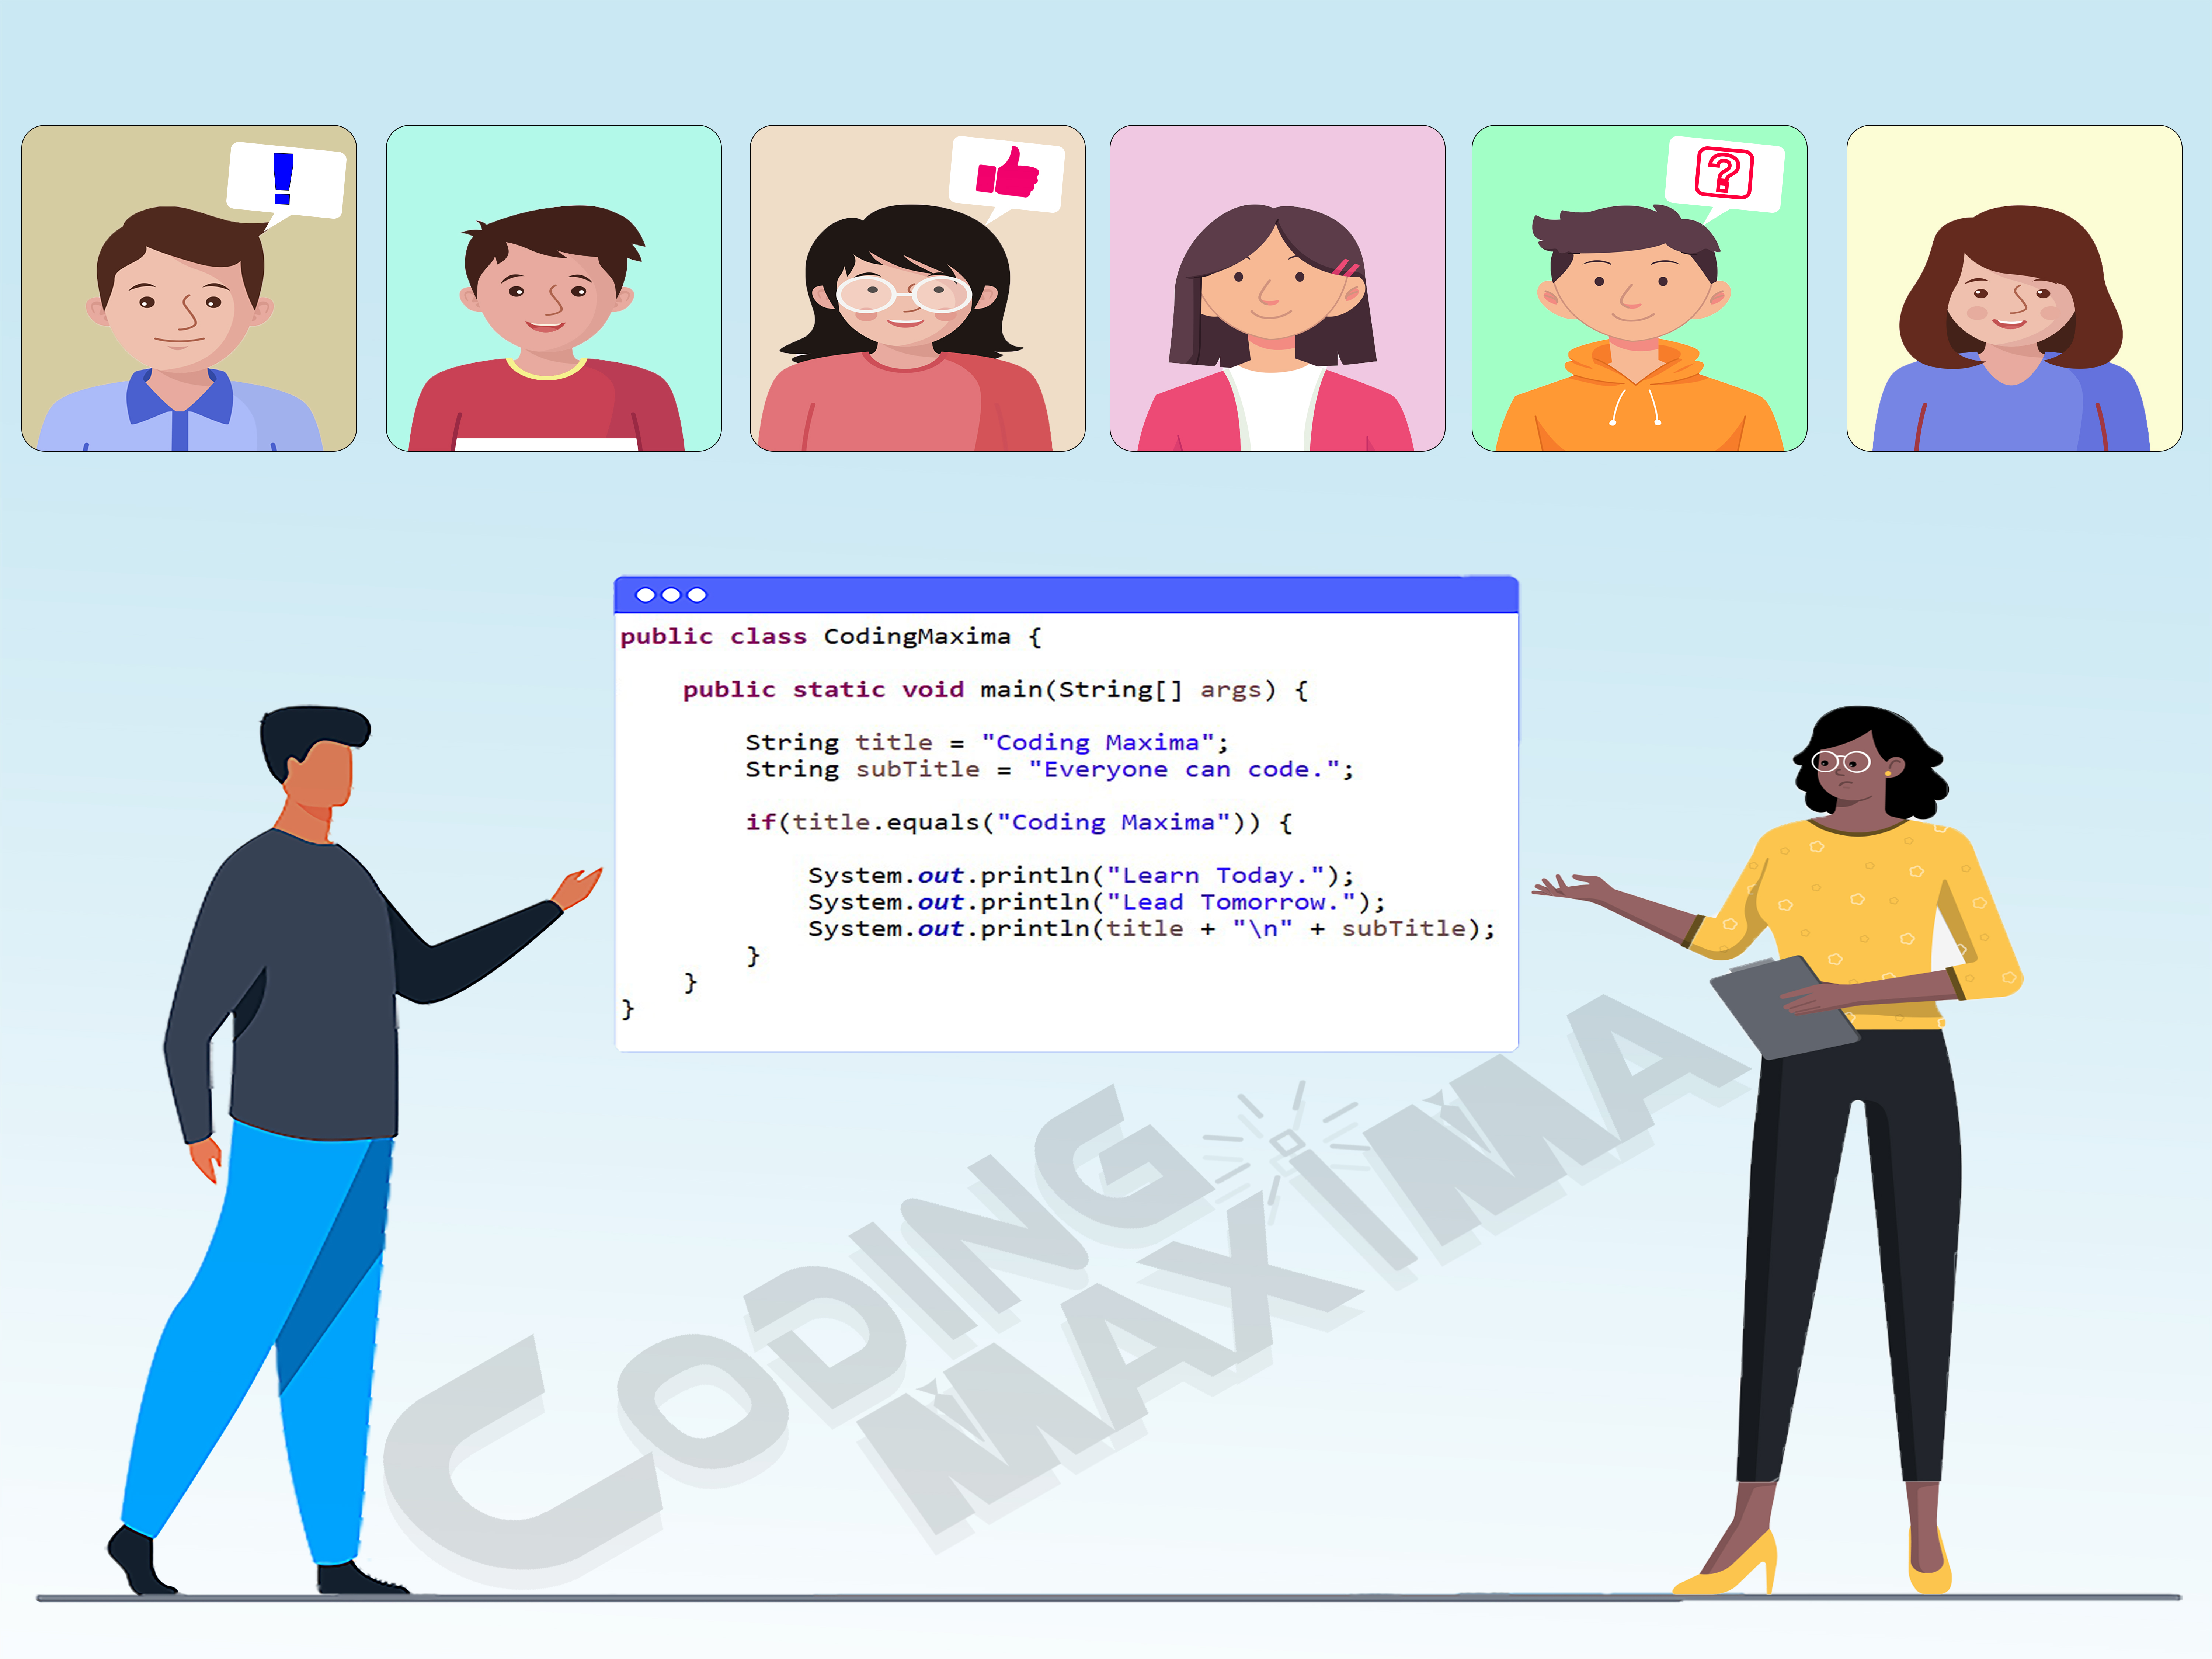 !
?
public class CodingMaxima {
public static void main(String[] args) {
String title = "Coding Maxima";
String subTitle = "Everyone can code.";
if(title.equals("Coding Maxima")) {
System.out.println("Learn Today.");
System.out.println("Lead Tomorrow.");
System.out.println(title + "\n" + subTitle);
}
}
}
CODING
MAXIMA